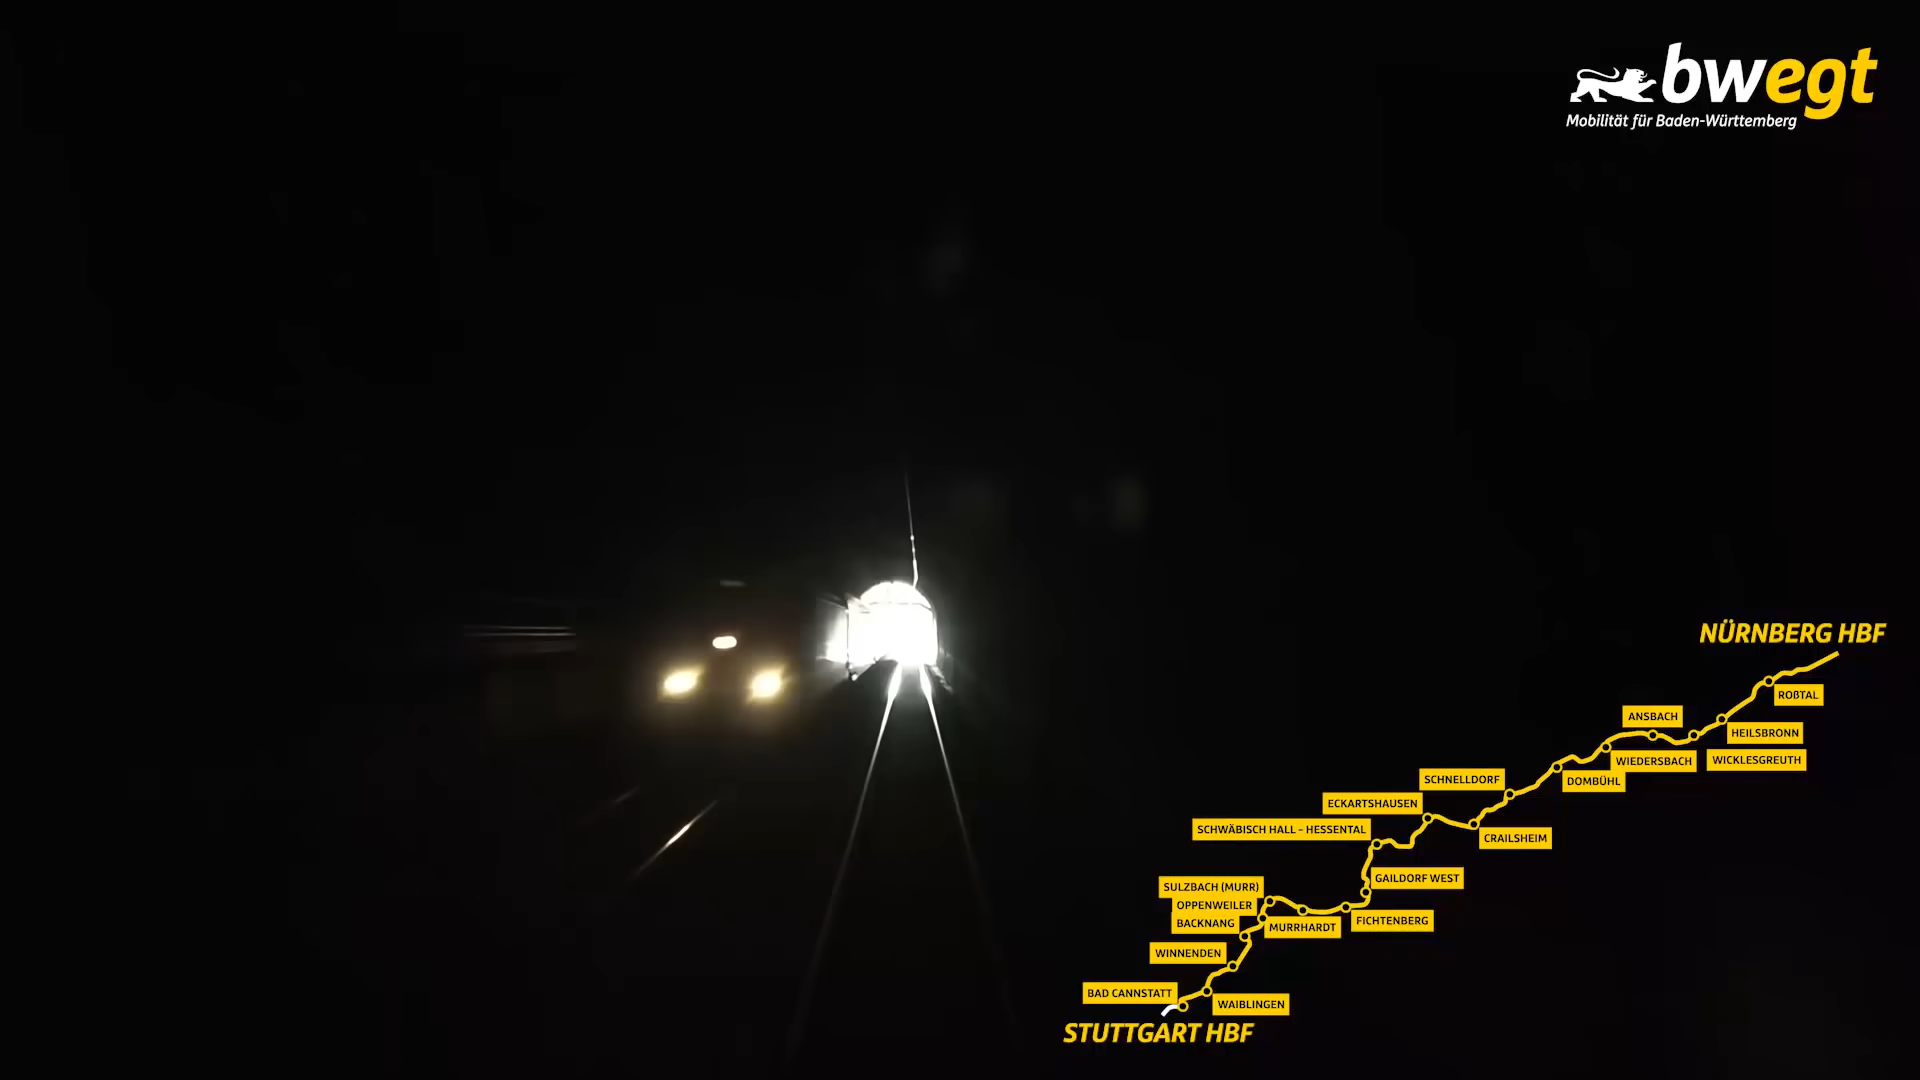 bwegt
Mobilität für Baden-Württemberg
NÜRNBERG HBF
ROßTAL
ANSBACH
HEILSBRONN
WIEDERSBACH
WICKLESGREUTH
SCHNELLDORF
DOMBÜHL
ECKARTSHAUSEN
SCHWÄBISCH HALL – HESSENTAL
CRAILSHEIM
GAILDORF WEST
SULZBACH (MURR)
OPPENWEILER
BACKNANG
MURRHARDT
FICHTENBERG
WINNENDEN
BAD CANNSTATT
WAIBLINGEN
STUTTGART HBF